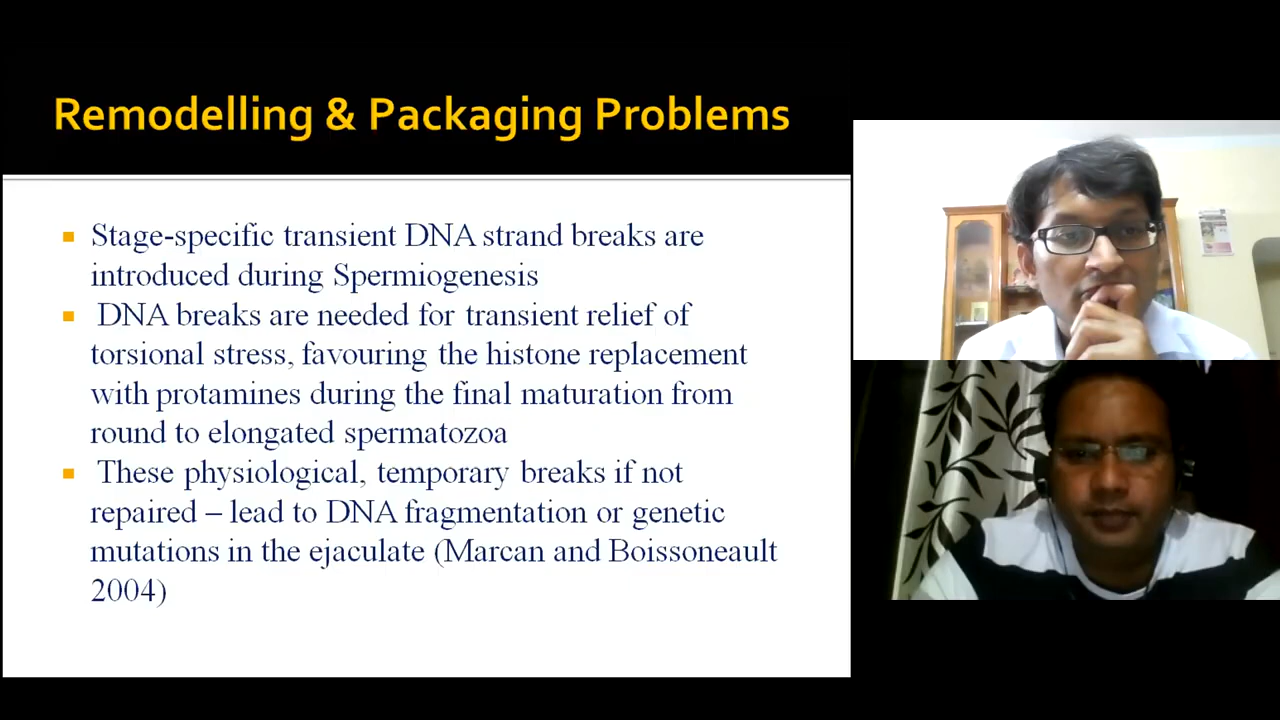 Remodelling & Packaging Problems
Stage-specific transient DNA strand breaks are
introduced during Spermiogenesis
DNA breaks are needed for transient relief of
torsional stress, favouring the histone replacement
with protamines during the final maturation from
round to elongated spermatozoa
These physiological, temporary breaks if not
repaired – lead to DNA fragmentation or genetic
mutations in the ejaculate (Marcan and Boissoneault
2004)